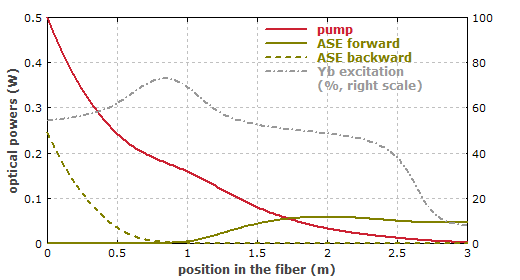 0.5
0.4
0.3
0.2
0.1
0
optical powers (W)
100
80
60
40
20
0
pump
ASE forward
ASE backward
Yb excitation
(%, right scale)
0
0.5
1
1.5
2
2.5
3
position in the fiber (m)